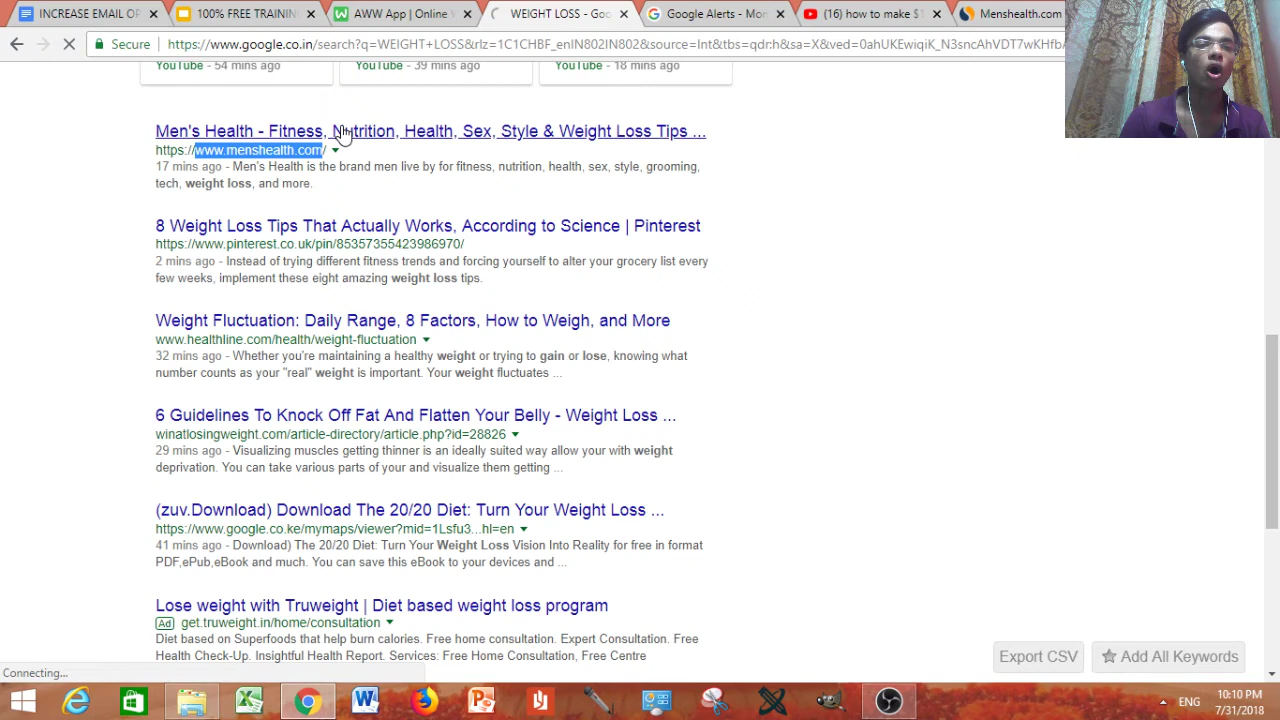 INCREASE EMAIL OP
100% FREE TRAININ
AWW App | Online W
WEIGHT LOSS - Goo
Google Alerts - Mon
(16) how to make $1
Menshealth.com
Secure
https://www.google.co.in/search?q=WEIGHT+LOSS&rlz=1C1CHBF_enIN802IN802&source=lnt&tbs=qdr:h&sa=X&ved=0ahUKEwiqiK_N3sncAhVDT7wKHfb
YouTube - 54 mins ago
YouTube - 39 mins ago
YouTube - 18 mins ago
Men's Health - Fitness, Nutrition, Health, Sex, Style & Weight Loss Tips ...
https://www.menshealth.com/
17 mins ago - Men's Health is the brand men live by for fitness, nutrition, health, sex, style, grooming,
tech, weight loss, and more.
8 Weight Loss Tips That Actually Works, According to Science | Pinterest
https://www.pinterest.co.uk/pin/85357355423986970/
2 mins ago - Instead of trying different fitness trends and forcing yourself to alter your grocery list every
few weeks, implement these eight amazing weight loss tips.
Weight Fluctuation: Daily Range, 8 Factors, How to Weigh, and More
www.healthline.com/health/weight-fluctuation
32 mins ago - Whether you're maintaining a healthy weight or trying to gain or lose, knowing what
number counts as your "real" weight is important. Your weight fluctuates ...
6 Guidelines To Knock Off Fat And Flatten Your Belly - Weight Loss ...
winatlosingweight.com/article-directory/article.php?id=28826
29 mins ago - Visualizing muscles getting thinner is an ideally suited way allow your with weight
deprivation. You can take various parts of your and visualize them getting ...
(zuv.Download) Download The 20/20 Diet: Turn Your Weight Loss ...
https://www.google.co.ke/mymaps/viewer?mid=1Lsfu3...hl=en
41 mins ago - Download) The 20/20 Diet: Turn Your Weight Loss Vision Into Reality for free in format
PDF,ePub,eBook and much. You can save this eBook to your devices and ...
Lose weight with Truweight | Diet based weight loss program
Ad get.truweight.in/home/consultation
Diet based on Superfoods that help burn calories. Free home consultation. Expert Consultation. Free
Health Check-Up. Insightful Health Report. Services: Free Home Consultation, Free Centre
Export CSV
Add All Keywords
Connecting...
ENG
10:10 PM
7/31/2018